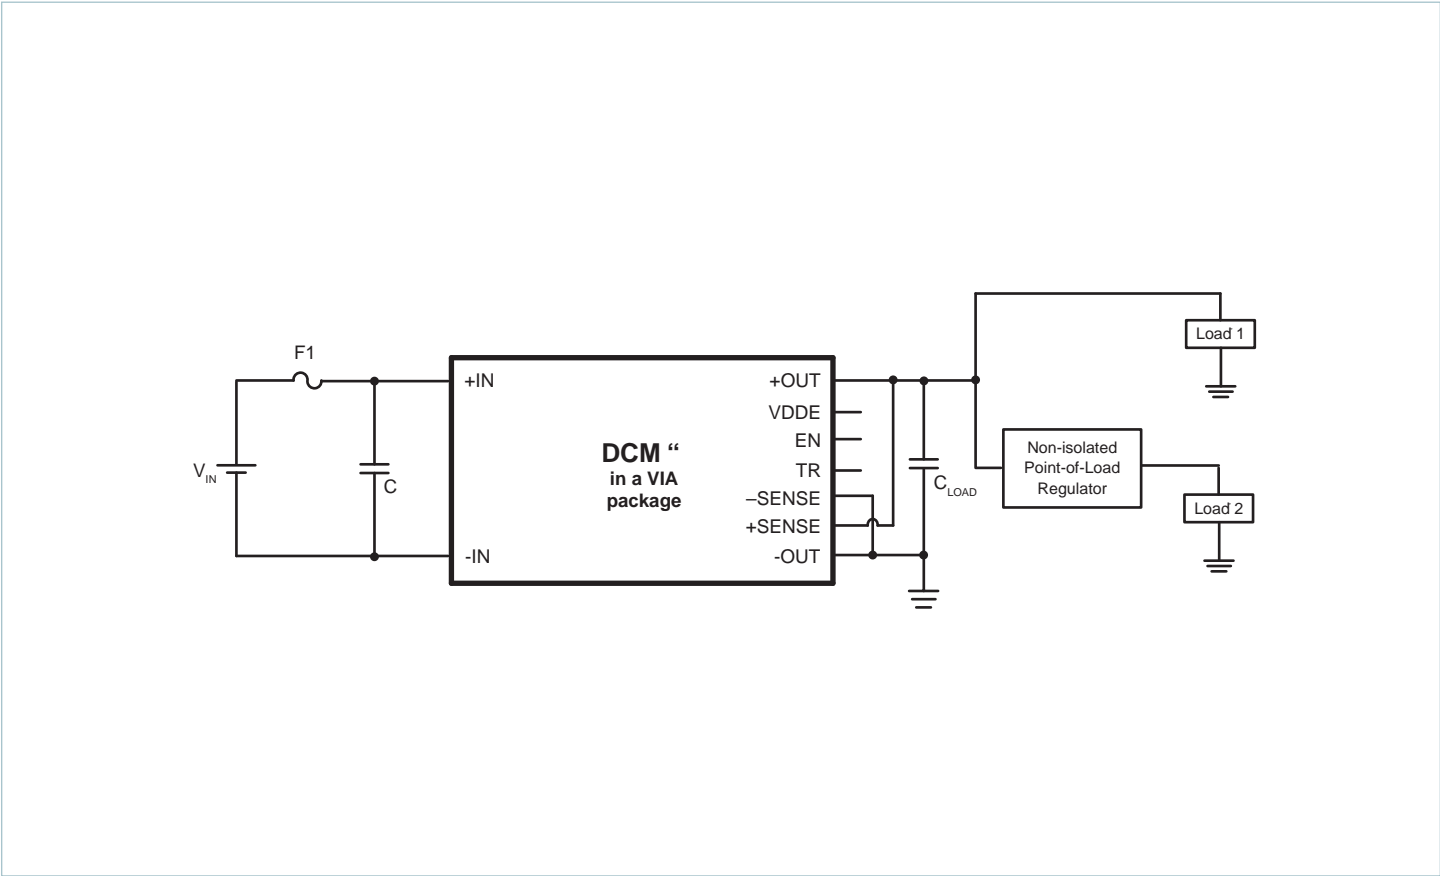 F1
V IN
C
+IN
-IN
DCM “
in a VIA
package
+OUT
VDDE
EN
TR
–SENSE
+SENSE
-OUT
C LOAD
Non-isolated
Point-of-Load
Regulator
Load 1
Load 2